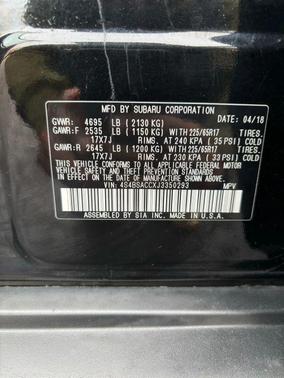 MFD BY SUBARU CORPORATION 04/18
GVWR: 4695 LB ( 2130 KG)
GAWR:F 2535 LB ( 1150 KG) WITH 225/65R17 TIRES,
17X7J RIMS, AT 240 KPA ( 35 PSI) COLD
GAWR:R 2645 LB ( 1200 KG) WITH 225/65R17 TIRES,
17X7J RIMS, AT 230 KPA ( 33 PSI) COLD
THIS VEHICLE CONFORMS TO ALL APPLICABLE
FEDERAL MOTOR VEHICLE SAFETY AND BUMPER
STANDARDS IN EFFECT ON THE DATE OF
MANUFACTURE SHOWN ABOVE.
VIN: 4S4BSACCXJ3350293 MPV
ASSEMBLED BY SIA INC. MADE IN U.S.A.